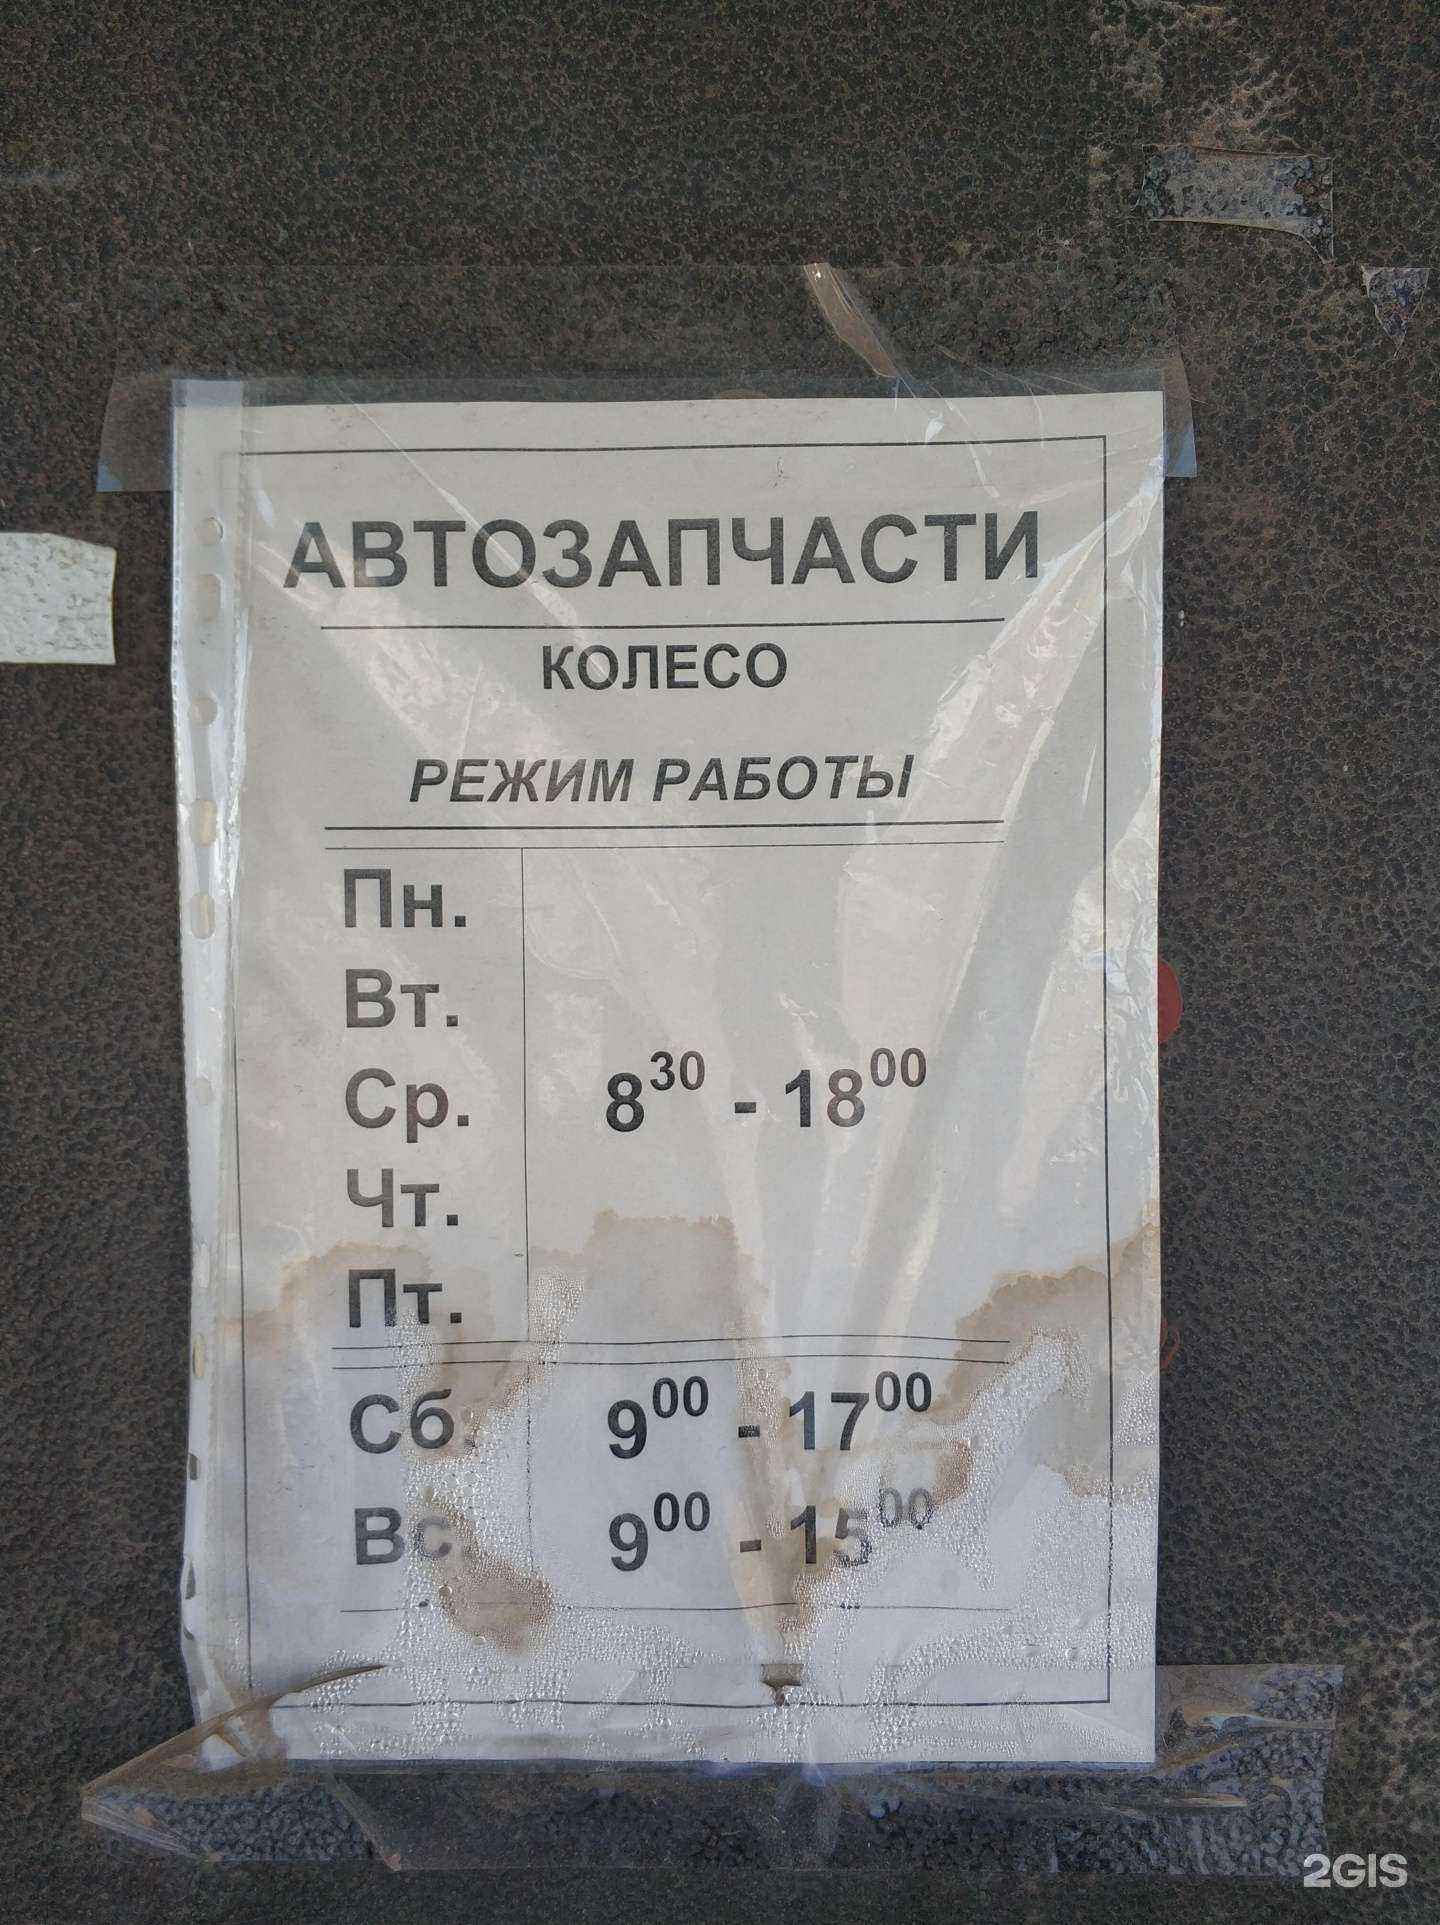 АВТОЗАПЧАСТИ
КОЛЕСО
РЕЖИМ РАБОТЫ
Пн.
Вт.
Ср. 8³⁰ - 18⁰⁰
Чт.
Пт.
Сб. 9⁰⁰ - 17⁰⁰
Вс 9⁰⁰ - 15⁰⁰
2GIS